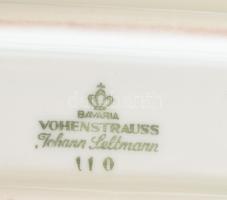 BAVARIA
VOHENSTRAUSS
Johann Seltmann
110